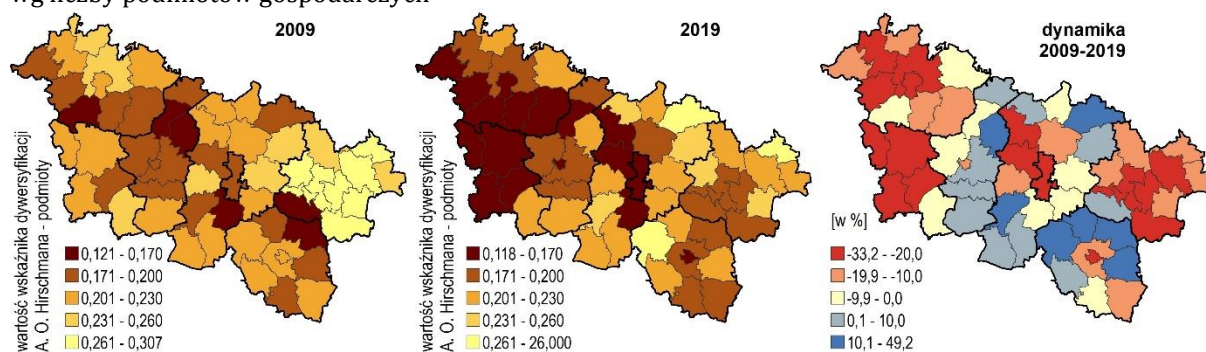 wg liczby podmiotów gospodarczych
2009
wartość wskaźnika dywersyfikacji
A. O. Hirschmana - podmioty
0,121 - 0,170
0,171 - 0,200
0,201 - 0,230
0,231 - 0,260
0,261 - 0,307
2019
wartość wskaźnika dywersyfikacji
A. O. Hirschmana - podmioty
0,118 - 0,170
0,171 - 0,200
0,201 - 0,230
0,231 - 0,260
0,261 - 26,000
dynamika
2009-2019
[w %]
-33,2 - -20,0
-19,9 - -10,0
-9,9 - 0,0
0,1 - 10,0
10,1 - 49,2